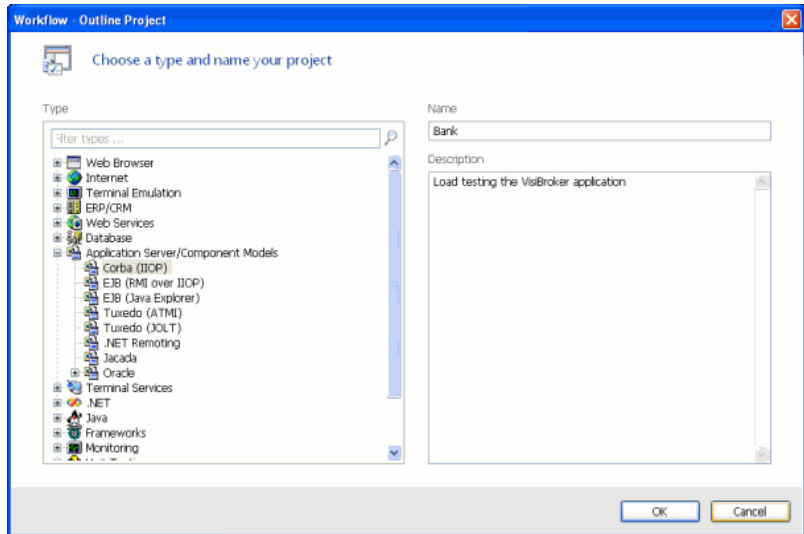 Workflow - Outline Project
Choose a type and name your project
Type
Filter types ...
Web Browser
Internet
Terminal Emulation
ERP/CRM
Web Services
Database
Application Server/Component Models
Corba (IIOP)
EJB (RMI over IIOP)
EJB (Java Explorer)
Tuxedo (ATMI)
Tuxedo (JOLT)
.NET Remoting
Jacada
Oracle
Terminal Services
.NET
Java
Frameworks
Monitoring
Name
Bank
Description
Load testing the VisiBroker application
OK
Cancel